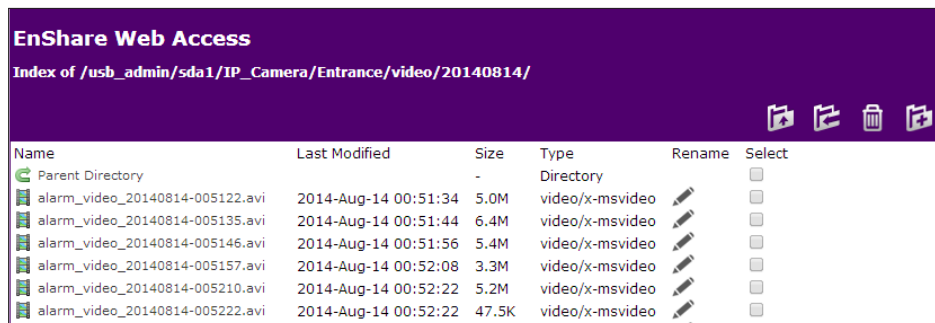 EnShare Web Access
Index of /usb_admin/sda1/IP_Camera/Entrance/video/20140814/
Name Last Modified Size Type Rename Select
Parent Directory - Directory
alarm_video_20140814-005122.avi 2014-Aug-14 00:51:34 5.0M video/x-msvideo
alarm_video_20140814-005135.avi 2014-Aug-14 00:51:44 6.4M video/x-msvideo
alarm_video_20140814-005146.avi 2014-Aug-14 00:51:56 5.4M video/x-msvideo
alarm_video_20140814-005157.avi 2014-Aug-14 00:52:08 3.3M video/x-msvideo
alarm_video_20140814-005210.avi 2014-Aug-14 00:52:22 5.2M video/x-msvideo
alarm_video_20140814-005222.avi 2014-Aug-14 00:52:22 47.5K video/x-msvideo